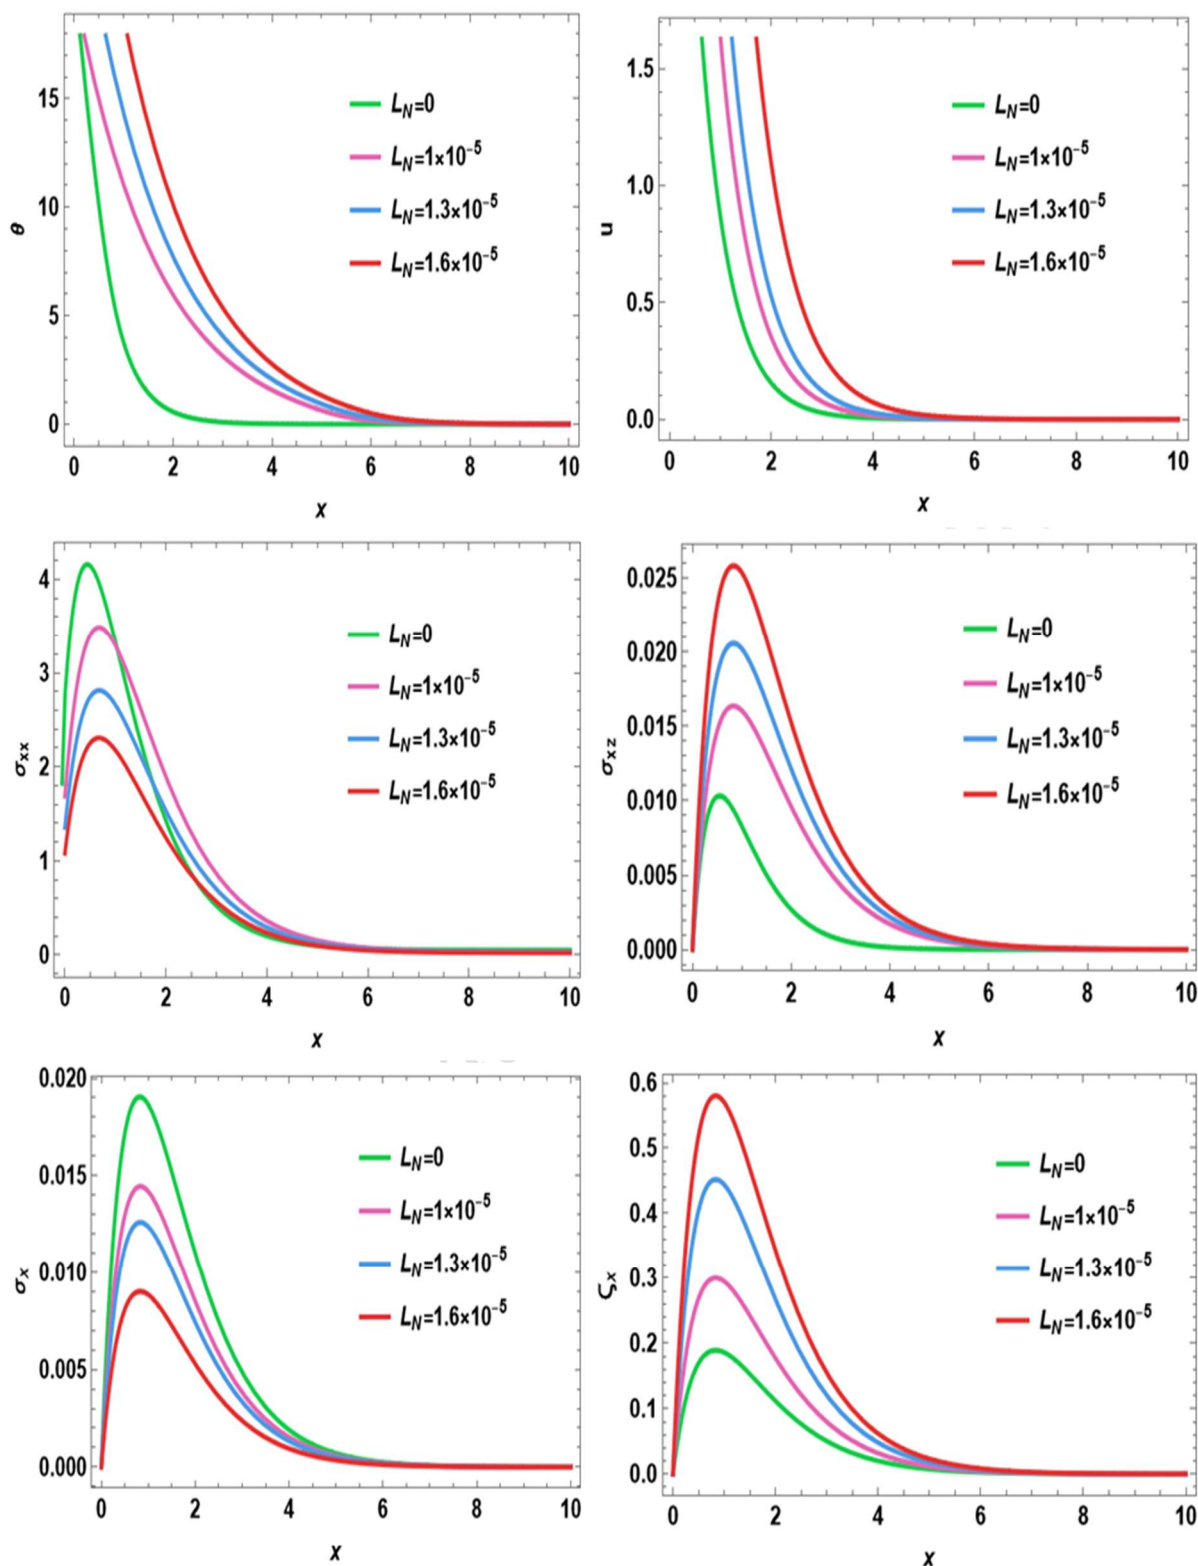 15
10
5
0
θ
L_N=0
L_N=1×10⁻⁵
L_N=1.3×10⁻⁵
L_N=1.6×10⁻⁵
0 2 4 6 8 10
x
1.5
1.0
0.5
0.0
u
L_N=0
L_N=1×10⁻⁵
L_N=1.3×10⁻⁵
L_N=1.6×10⁻⁵
0 2 4 6 8 10
x
4
3
2
1
0
σ_xx
L_N=0
L_N=1×10⁻⁵
L_N=1.3×10⁻⁵
L_N=1.6×10⁻⁵
0 2 4 6 8 10
x
0.025
0.020
0.015
0.010
0.005
0.000
σ_xz
L_N=0
L_N=1×10⁻⁵
L_N=1.3×10⁻⁵
L_N=1.6×10⁻⁵
0 2 4 6 8 10
x
0.020
0.015
0.010
0.005
0.000
σ_x
L_N=0
L_N=1×10⁻⁵
L_N=1.3×10⁻⁵
L_N=1.6×10⁻⁵
0 2 4 6 8 10
x
0.6
0.5
0.4
0.3
0.2
0.1
0.0
ς_x
L_N=0
L_N=1×10⁻⁵
L_N=1.3×10⁻⁵
L_N=1.6×10⁻⁵
0 2 4 6 8 10
x